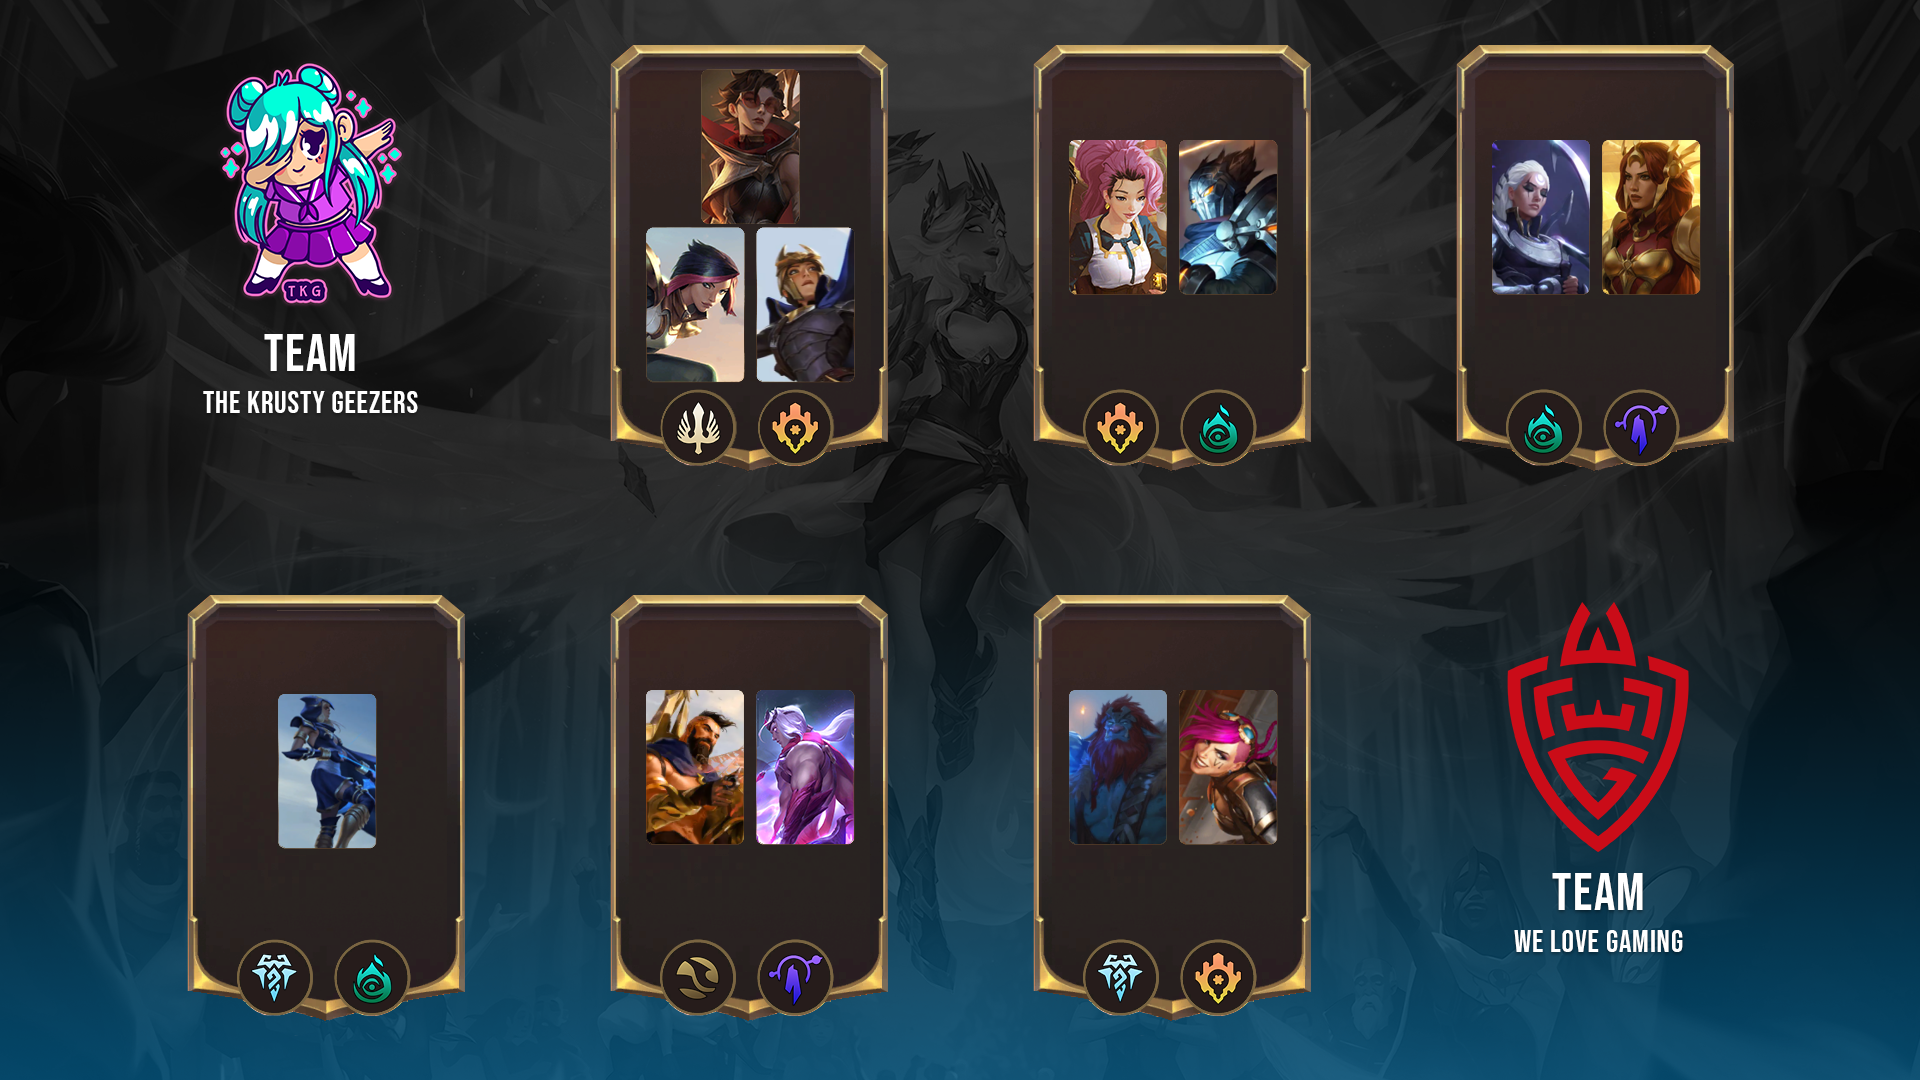 TKG
TEAM
THE KRUSTY GEEZERS
TEAM
WE LOVE GAMING